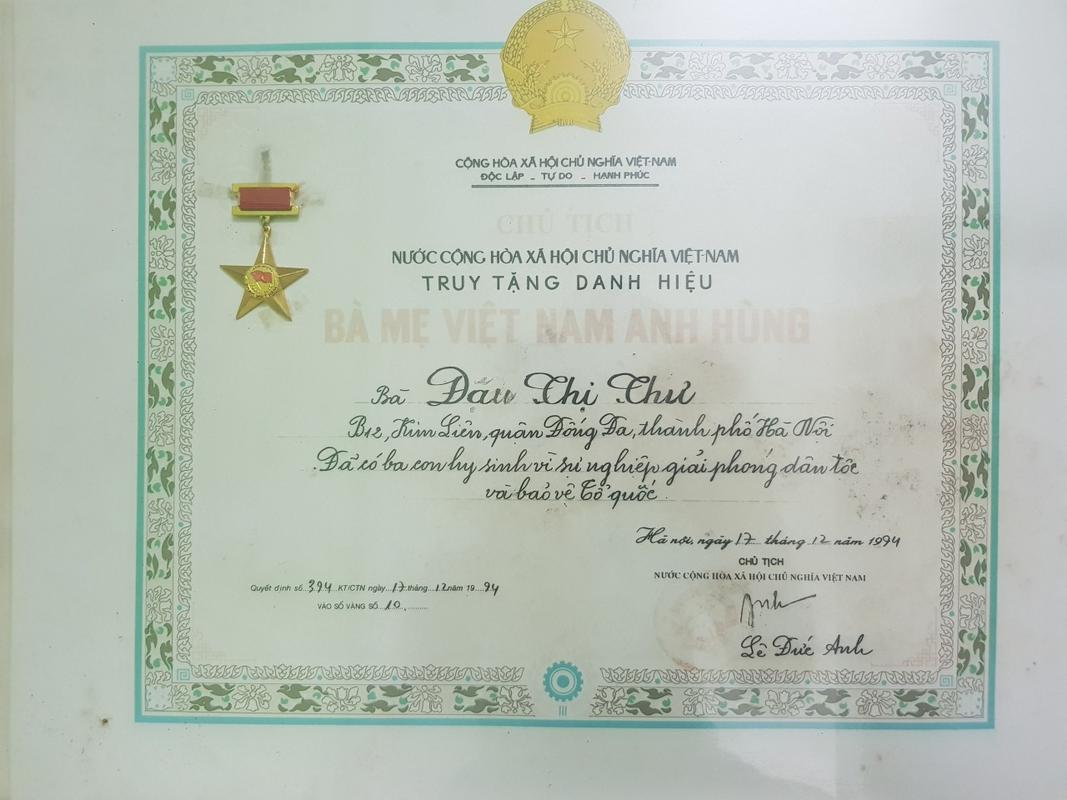 CỘNG HÒA XÃ HỘI CHỦ NGHĨA VIỆT-NAM
ĐỘC LẬP - TỰ DO - HẠNH PHÚC
CHỦ TỊCH
NƯỚC CỘNG HÒA XÃ HỘI CHỦ NGHĨA VIỆT-NAM
TRUY TẶNG DANH HIỆU
BÀ MẸ VIỆT NAM ANH HÙNG
Bà Đậu Thị Thư
B12, Kim Liên, quận Đống Đa, thành phố Hà Nội
Đã có ba con hy sinh vì sự nghiệp giải phóng dân tộc
và bảo vệ Tổ quốc
Hà nội, ngày 17 tháng 12 năm 1994
CHỦ TỊCH
NƯỚC CỘNG HÒA XÃ HỘI CHỦ NGHĨA VIỆT NAM
Quyết định số...394...KT/CTN ngày...17...tháng...12...năm 19...94
VÀO SỔ VÀNG SỐ...10...........
Anh
Lê Đức Anh